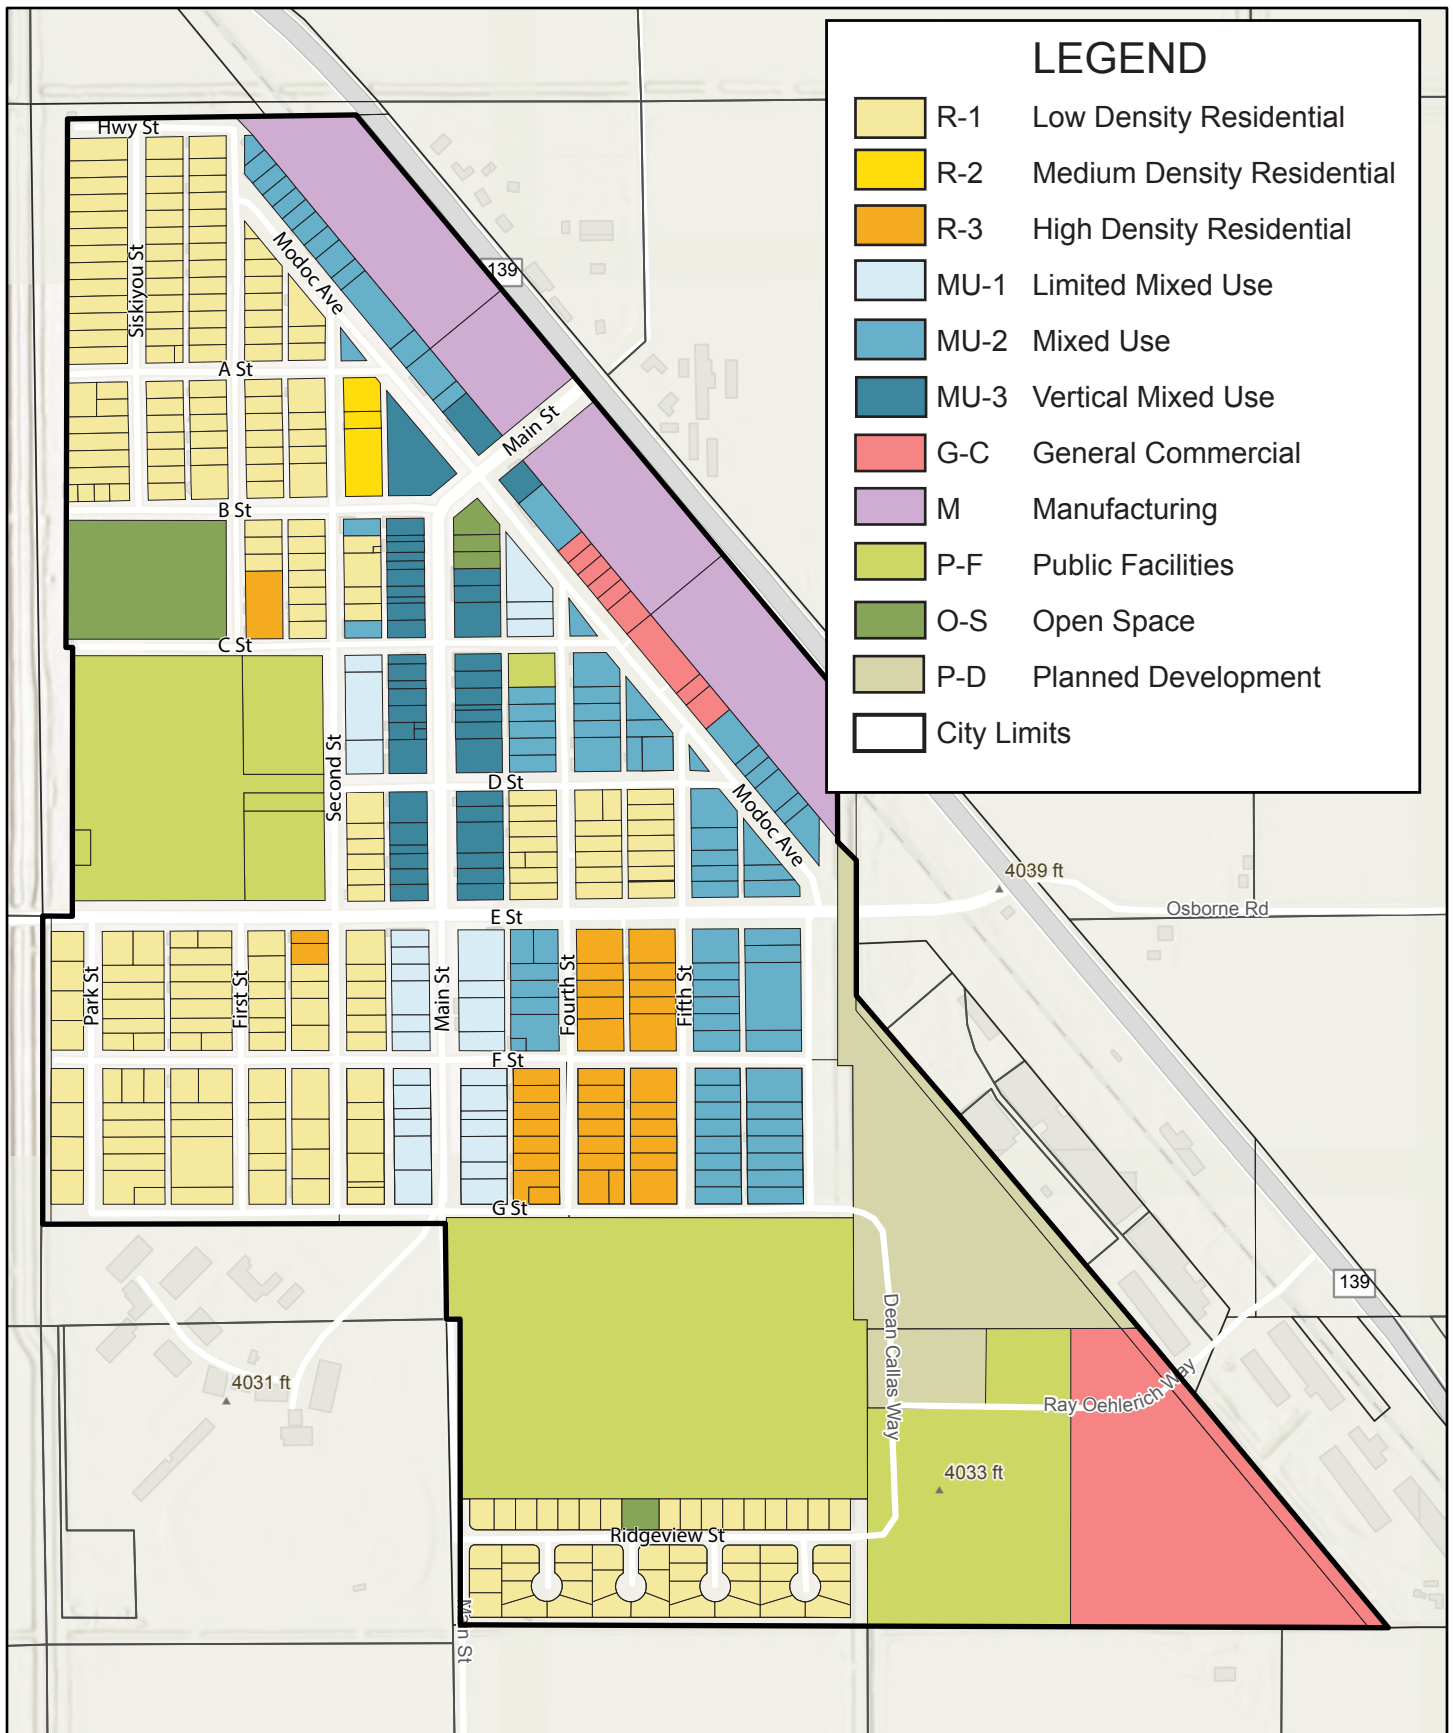 LEGEND
R-1 Low Density Residential
R-2 Medium Density Residential
R-3 High Density Residential
MU-1 Limited Mixed Use
MU-2 Mixed Use
MU-3 Vertical Mixed Use
G-C General Commercial
M Manufacturing
P-F Public Facilities
O-S Open Space
P-D Planned Development
City Limits
Hwy St
Siskiyou St
Modoc Ave
139
A St
Main St
B St
C St
Second St
D St
Modoc Ave
4039 ft
Osborne Rd
E St
Park St
First St
Main St
Fourth St
Fifth St
F St
G St
139
Dean Callas Way
4031 ft
Ray Oehlerich Way
4033 ft
Ridgeview St
Main St